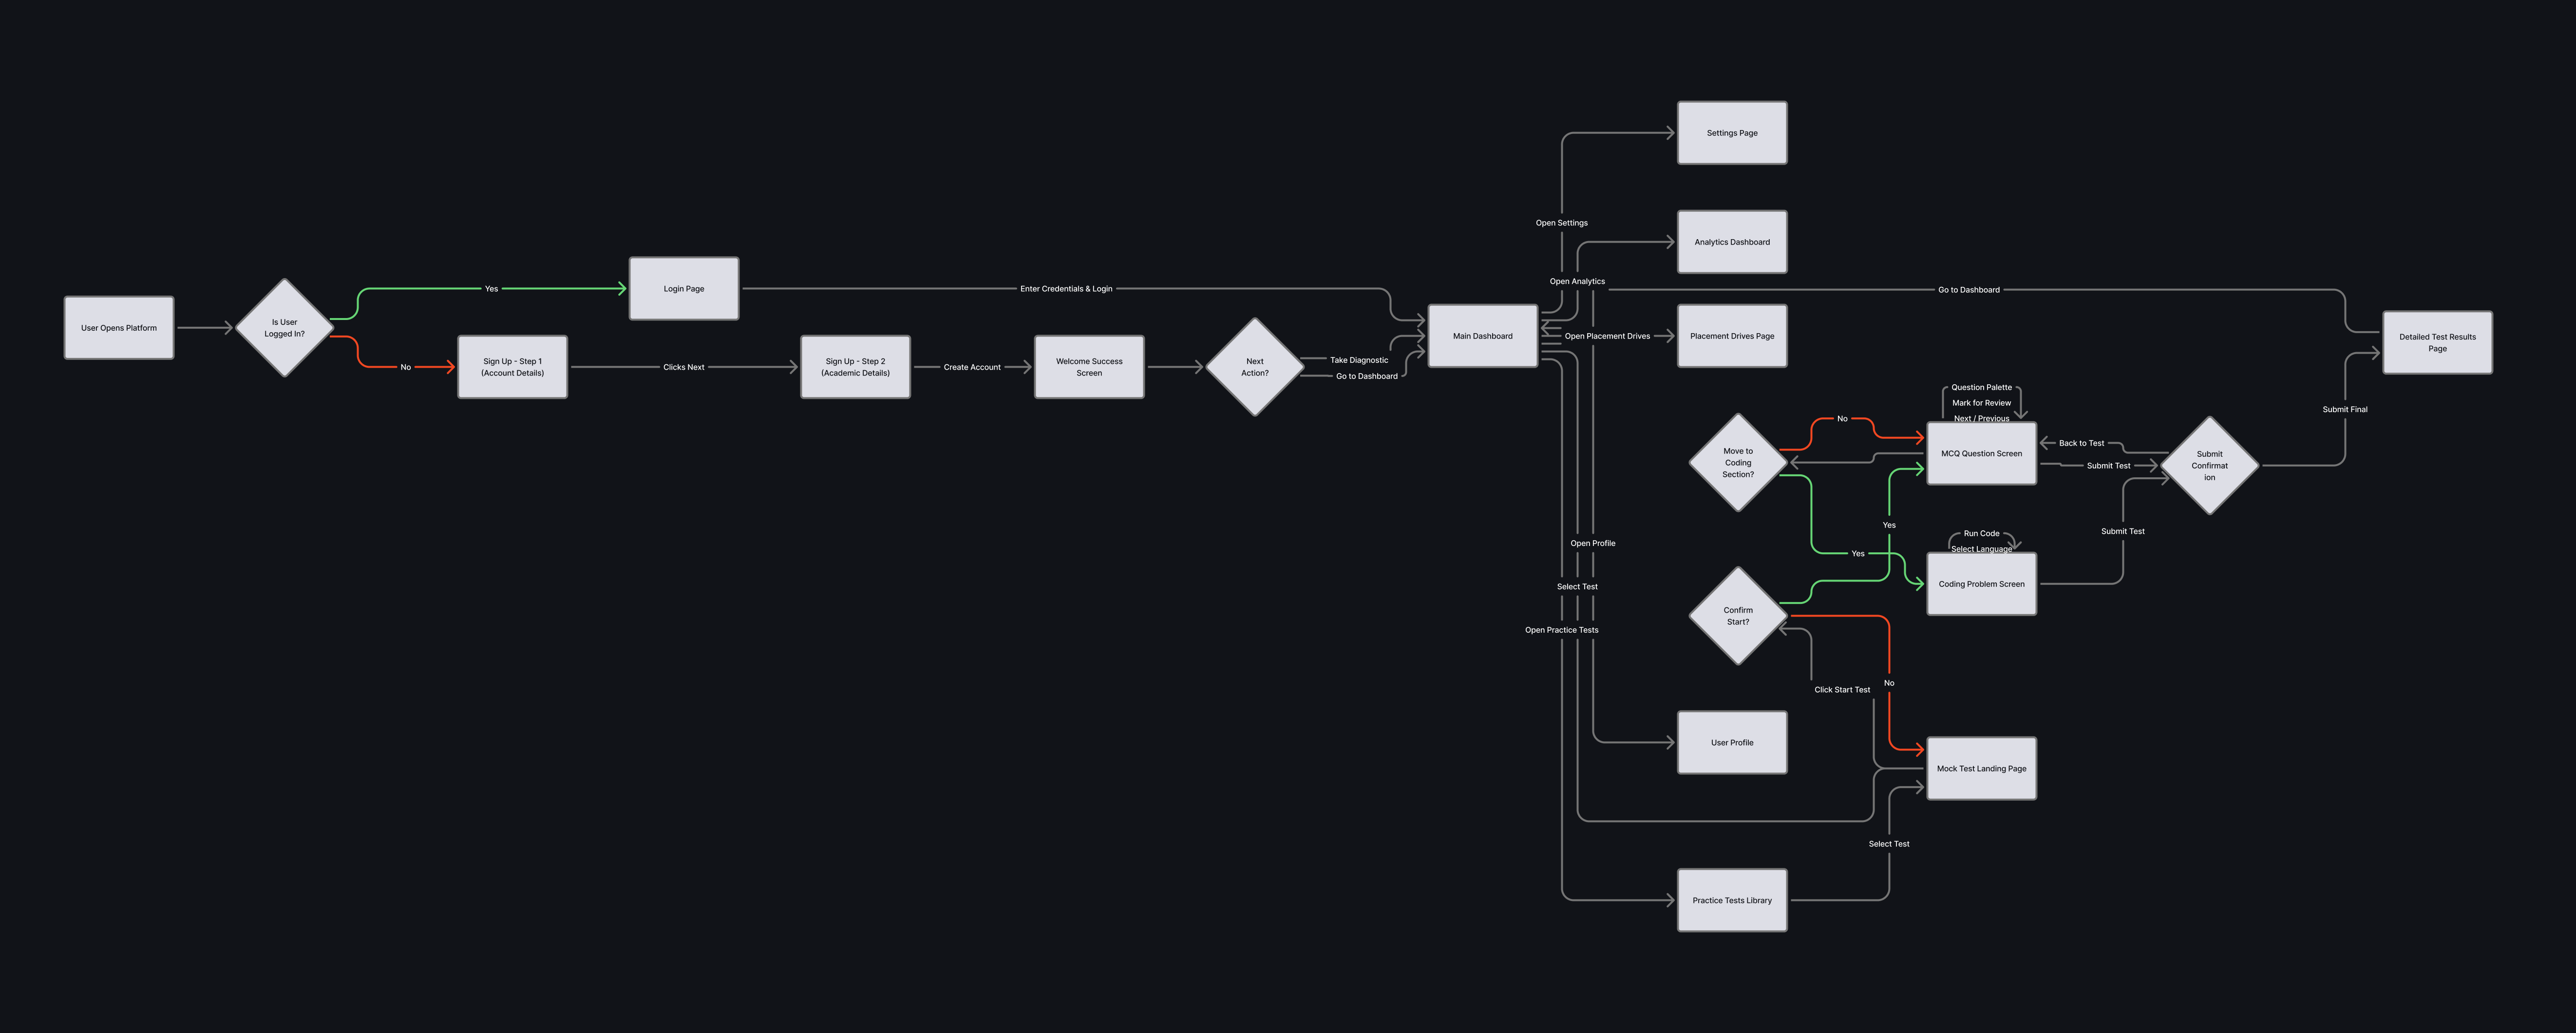 User Opens Platform
Is User
Logged In?
Yes
No
Login Page
Sign Up - Step 1
(Account Details)
Enter Credentials & Login
Clicks Next
Sign Up - Step 2
(Academic Details)
Create Account
Welcome Success
Screen
Next
Action?
Take Diagnostic
Go to Dashboard
Main Dashboard
Open Settings
Open Analytics
Open Placement Drives
Open Profile
Select Test
Open Practice Tests
Settings Page
Analytics Dashboard
Placement Drives Page
Go to Dashboard
Move to
Coding
Section?
No
Yes
Confirm
Start?
Yes
No
Click Start Test
User Profile
Practice Tests Library
Select Test
Question Palette
Mark for Review
Next / Previous
MCQ Question Screen
Run Code
Select Language
Coding Problem Screen
Mock Test Landing Page
Back to Test
Submit Test
Submit Test
Submit
Confirmat
ion
Submit Final
Detailed Test Results
Page